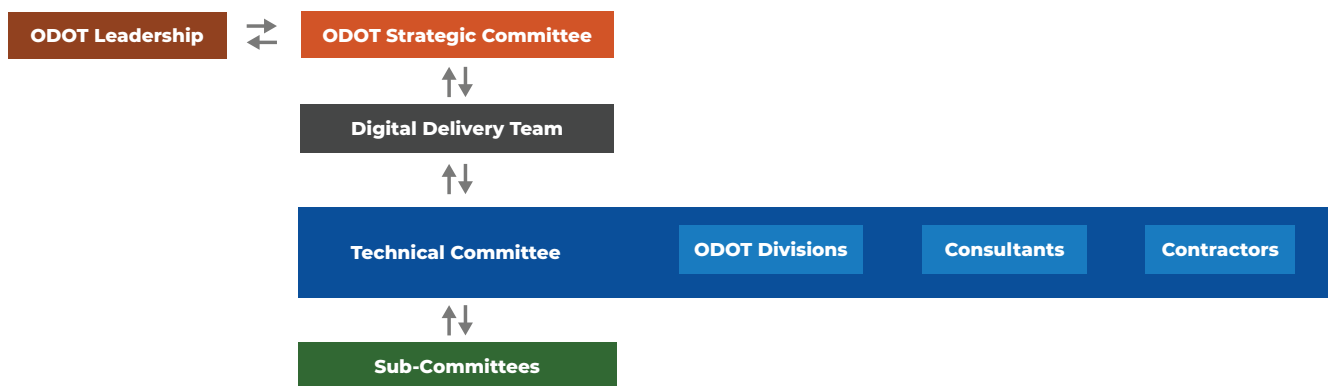 ODOT Leadership
ODOT Strategic Committee
Digital Delivery Team
Technical Committee
ODOT Divisions
Consultants
Contractors
Sub-Committees